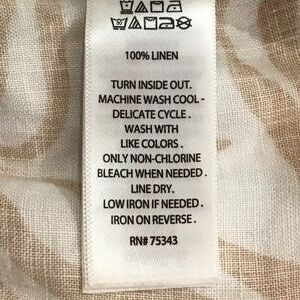 100% LINEN
TURN INSIDE OUT.
MACHINE WASH COOL -
DELICATE CYCLE .
WASH WITH
LIKE COLORS .
ONLY NON-CHLORINE
BLEACH WHEN NEEDED .
LINE DRY.
LOW IRON IF NEEDED .
IRON ON REVERSE .
RN# 75343